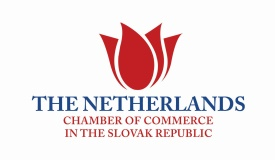 THE NETHERLANDS
CHAMBER OF COMMERCE
IN THE SLOVAK REPUBLIC